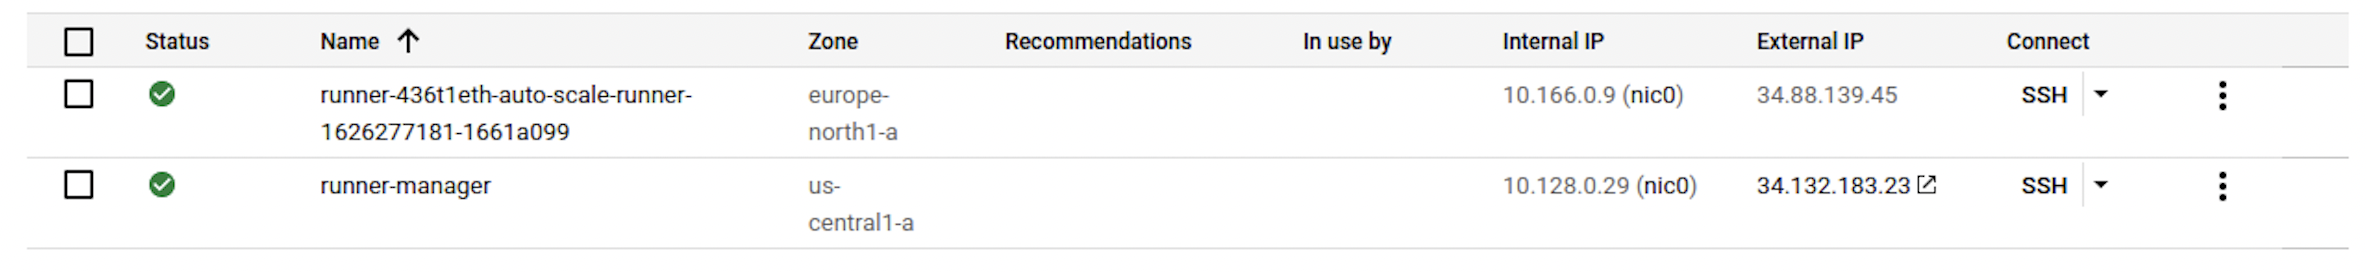 Status Name Zone Recommendations In use by Internal IP External IP Connect
runner-436t1eth-auto-scale-runner- europe- 10.166.0.9 (nic0) 34.88.139.45 SSH
1626277181-1661a099 north1-a
runner-manager us- 10.128.0.29 (nic0) 34.132.183.23 SSH
central1-a